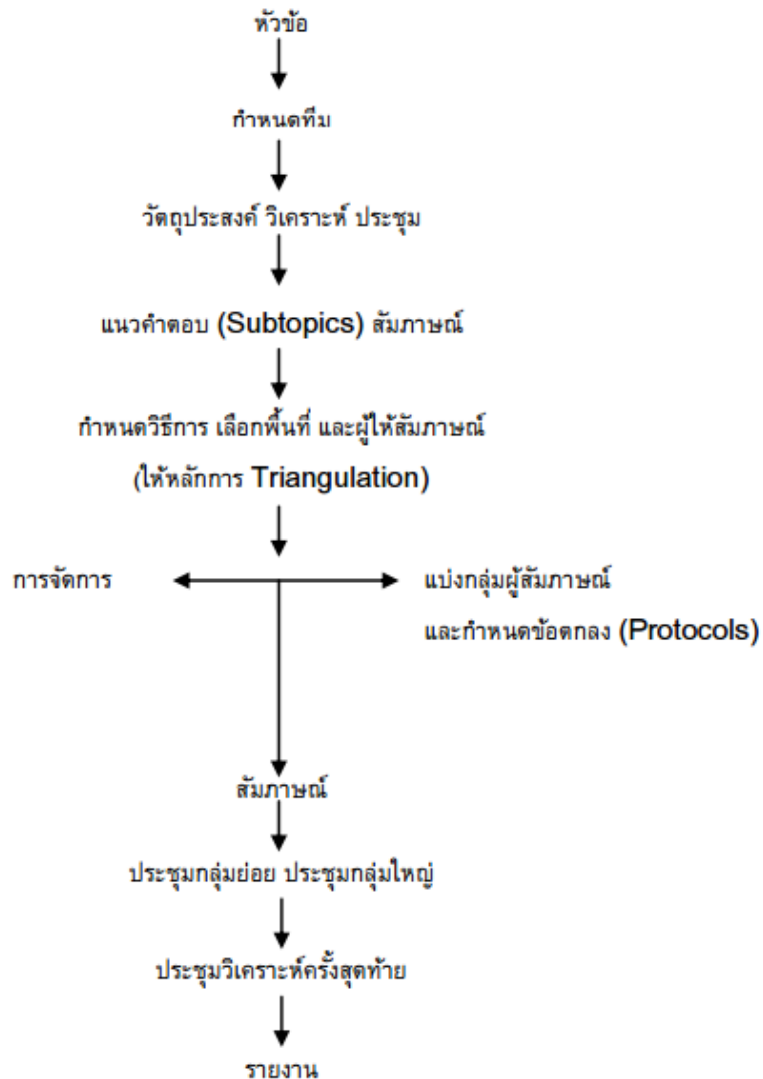 หัวข้อ
กำหนดทีม
วัตถุประสงค์ วิเคราะห์ ประชุม
แนวคำตอบ (Subtopics) สัมภาษณ์
กำหนดวิธีการ เลือกพื้นที่ และผู้ให้สัมภาษณ์
(ให้หลักการ Triangulation)
การจัดการ
แบ่งกลุ่มผู้สัมภาษณ์
และกำหนดข้อตกลง (Protocols)
สัมภาษณ์
ประชุมกลุ่มย่อย ประชุมกลุ่มใหญ่
ประชุมวิเคราะห์ครั้งสุดท้าย
รายงาน